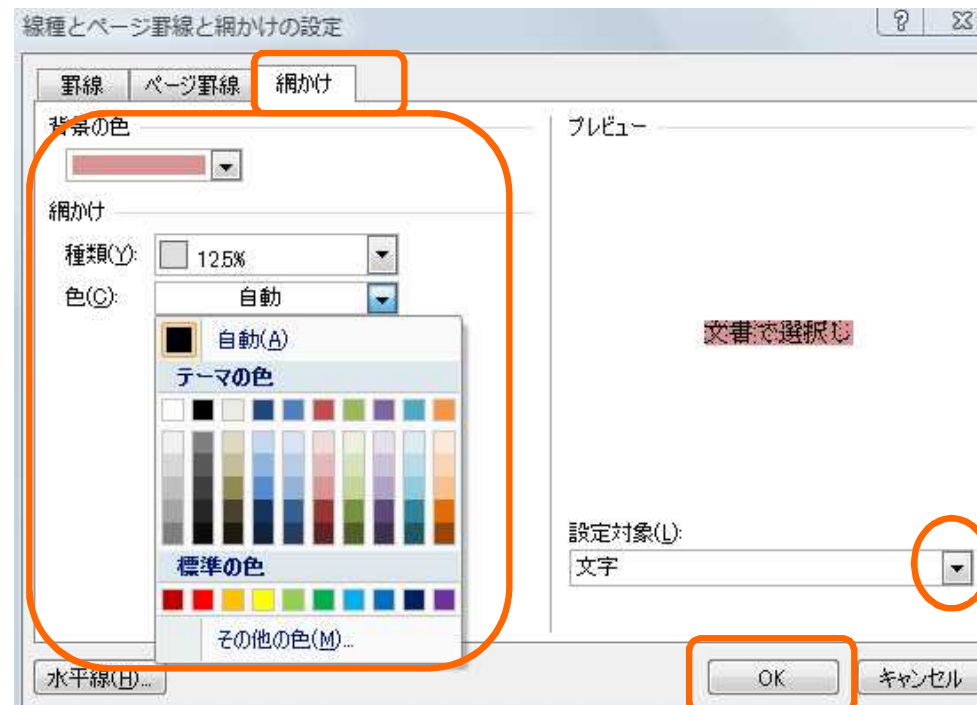 線種とページ罫線と網かけの設定
罫線 ページ罫線 網かけ
背景の色
プレビュー
網かけ
種類(Y): 12.5%
色(C): 自動
自動(A)
テーマの色
標準の色
その他の色(M)...
文書で選択し
設定対象(L):
文字
水平線(H)...
OK
キャンセル